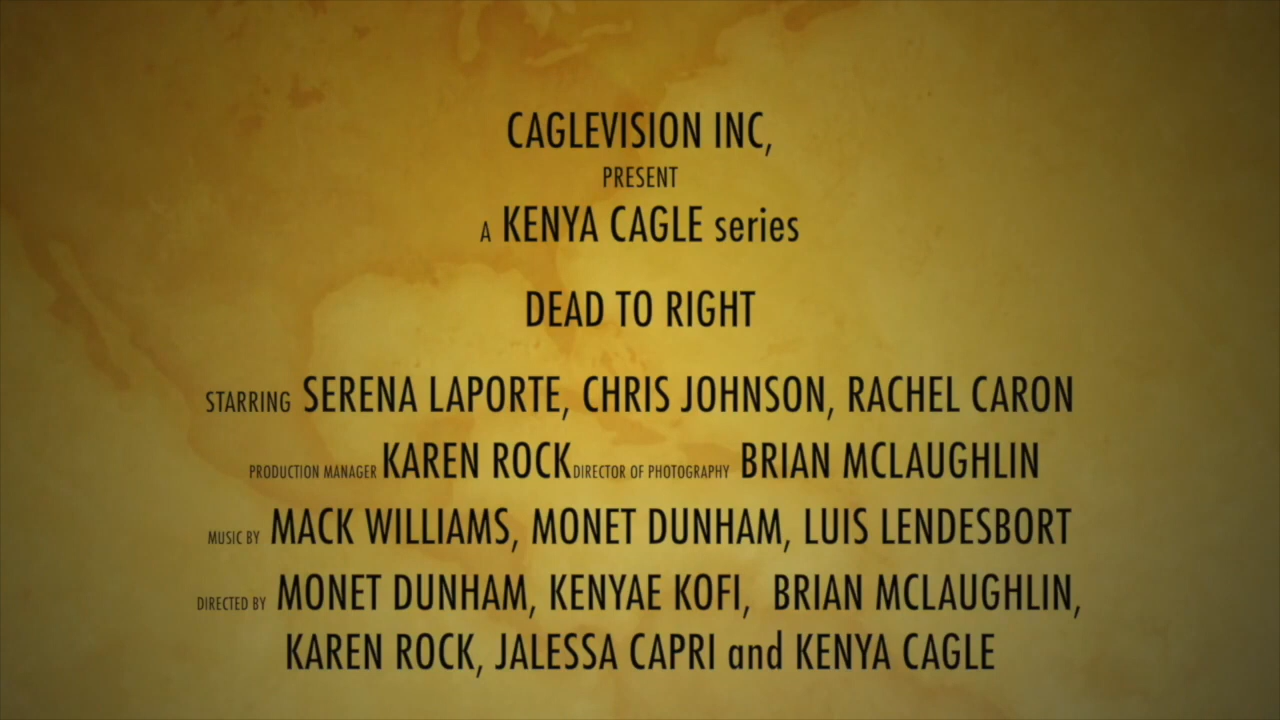 CAGLEVISION INC,
PRESENT
A KENYA CAGLE series
DEAD TO RIGHT
STARRING SERENA LAPORTE, CHRIS JOHNSON, RACHEL CARON
PRODUCTION MANAGER KAREN ROCK DIRECTOR OF PHOTOGRAPHY BRIAN MCLAUGHLIN
MUSIC BY MACK WILLIAMS, MONET DUNHAM, LUIS LENDESBORT
DIRECTED BY MONET DUNHAM, KENYAE KOFI, BRIAN MCLAUGHLIN,
KAREN ROCK, JALESSA CAPRI and KENYA CAGLE